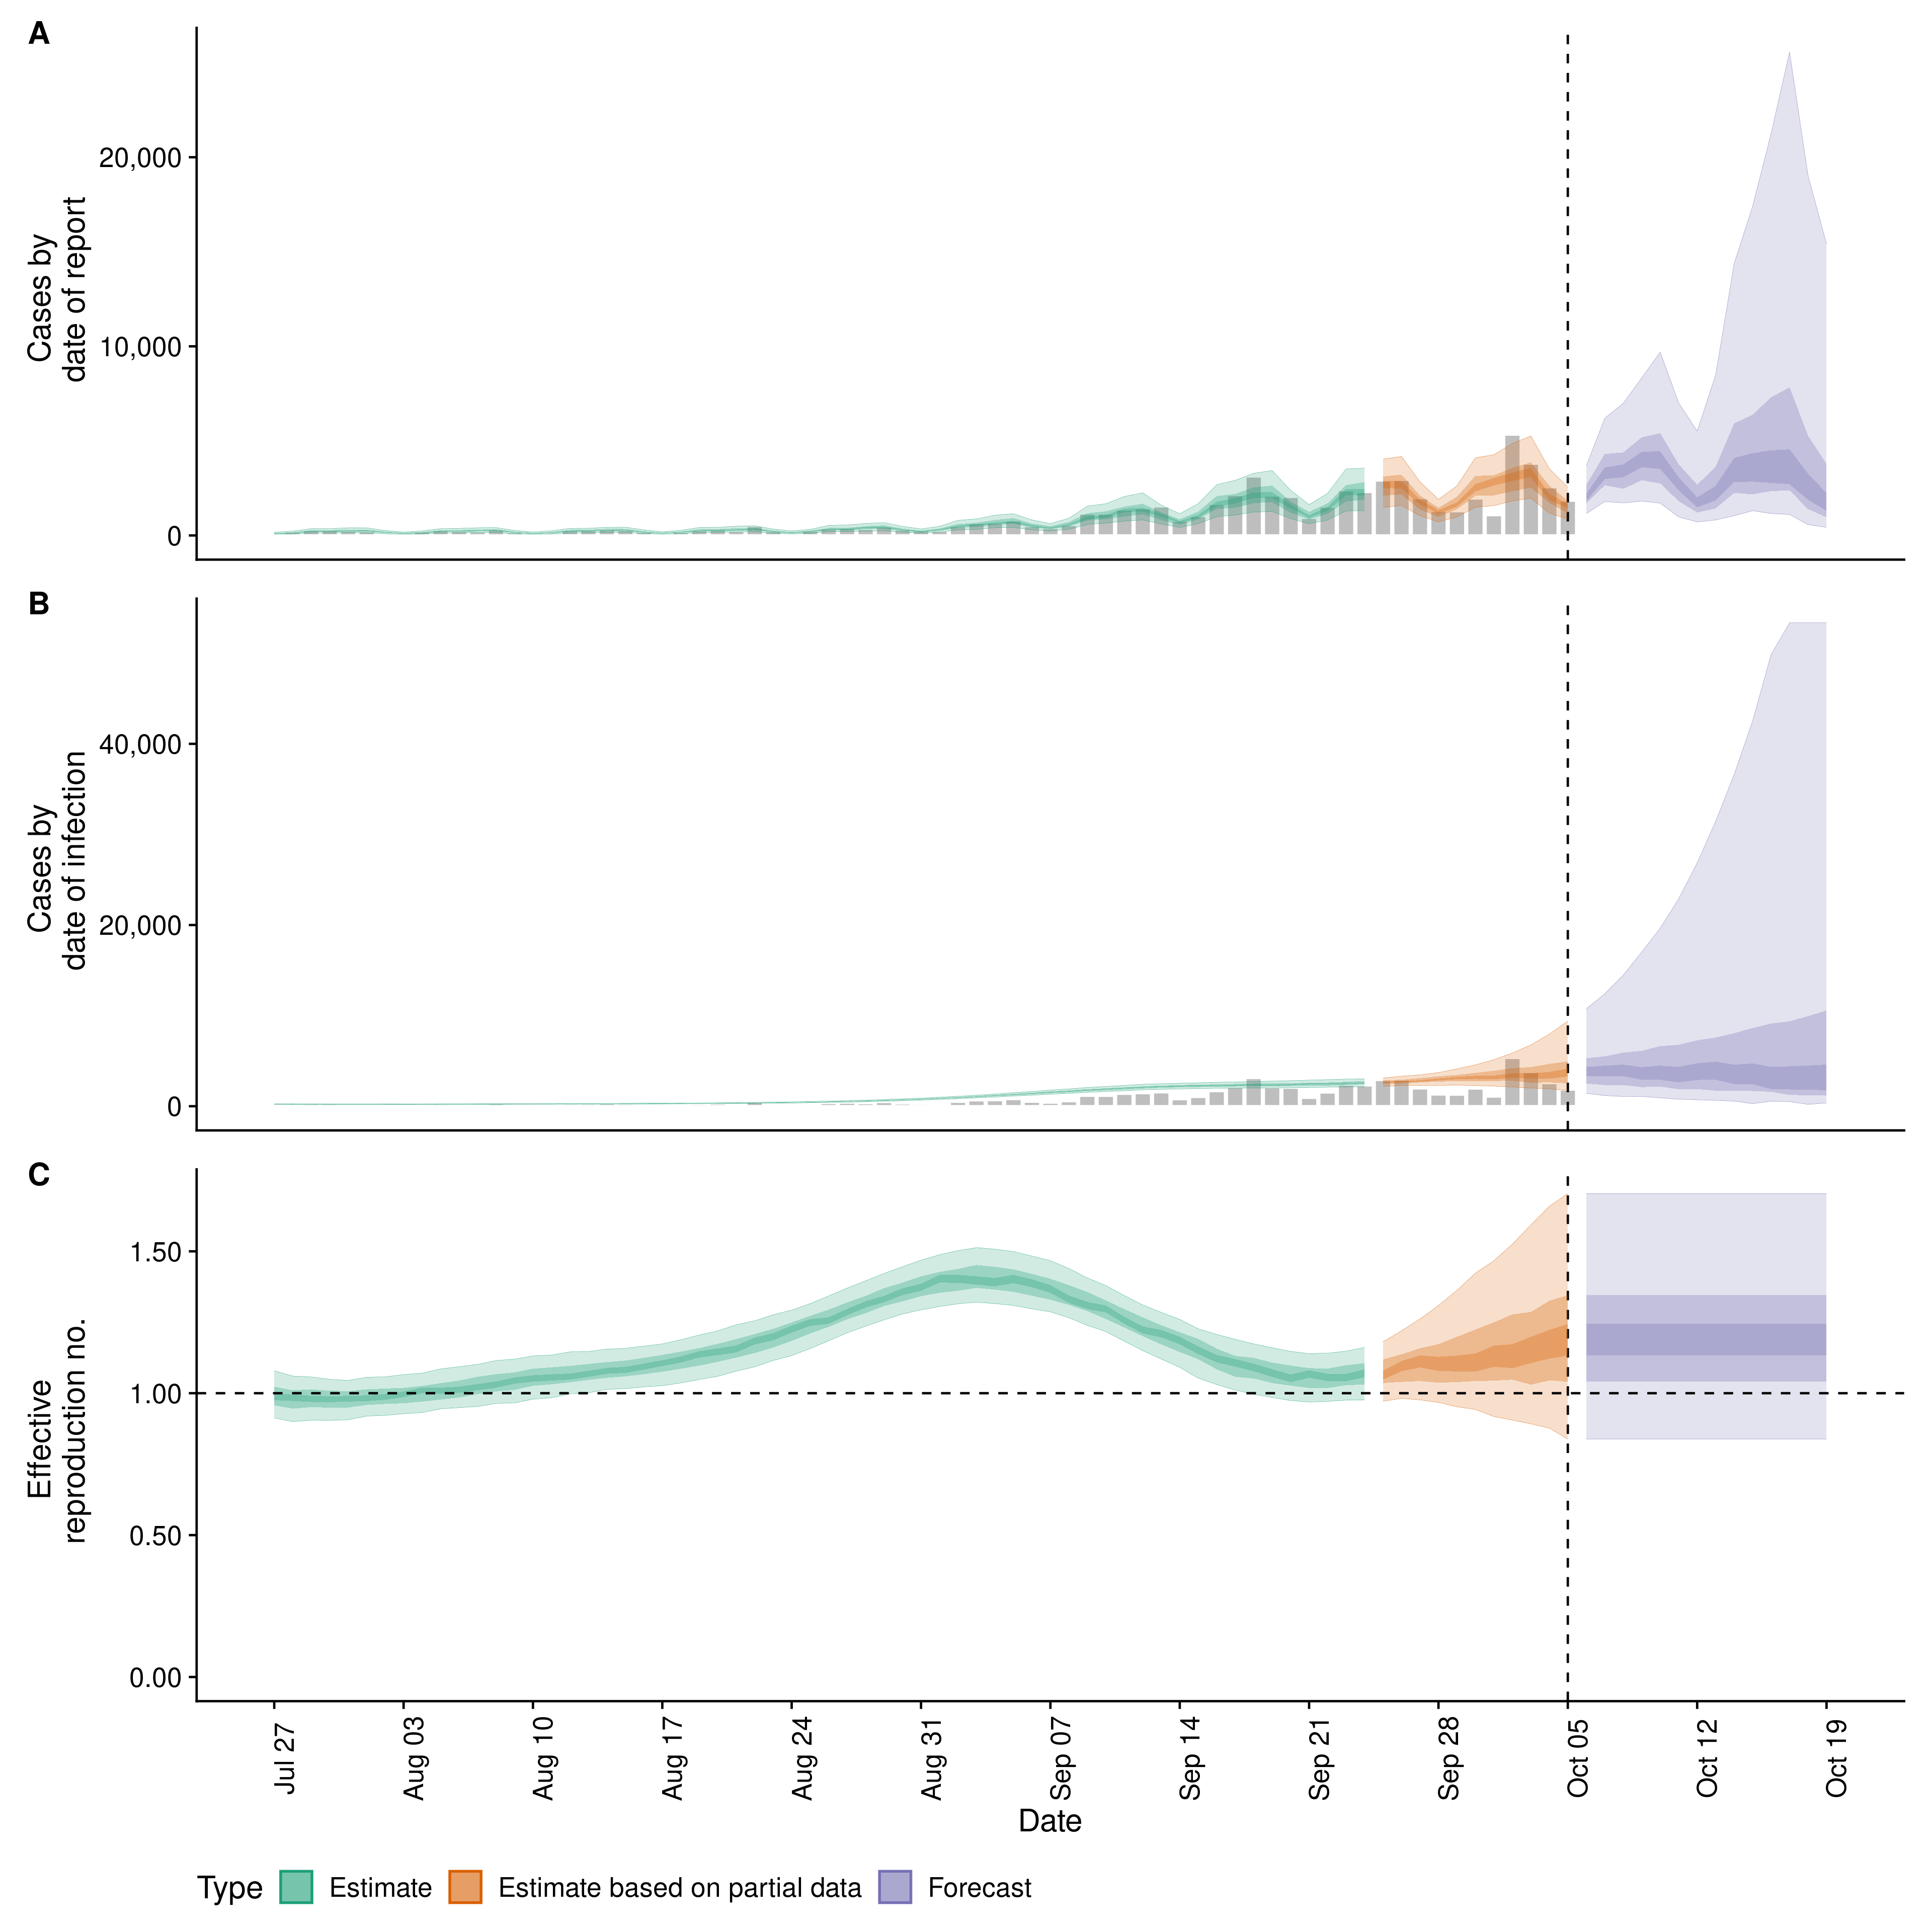 A
Cases by
date of report
20,000
10,000
0
B
Cases by
date of infection
40,000
20,000
0
C
Effective
reproduction no.
1.50
1.00
0.50
0.00
Jul 27
Aug 03
Aug 10
Aug 17
Aug 24
Aug 31
Sep 07
Sep 14
Sep 21
Sep 28
Oct 05
Oct 12
Oct 19
Date
Type Estimate Estimate based on partial data Forecast